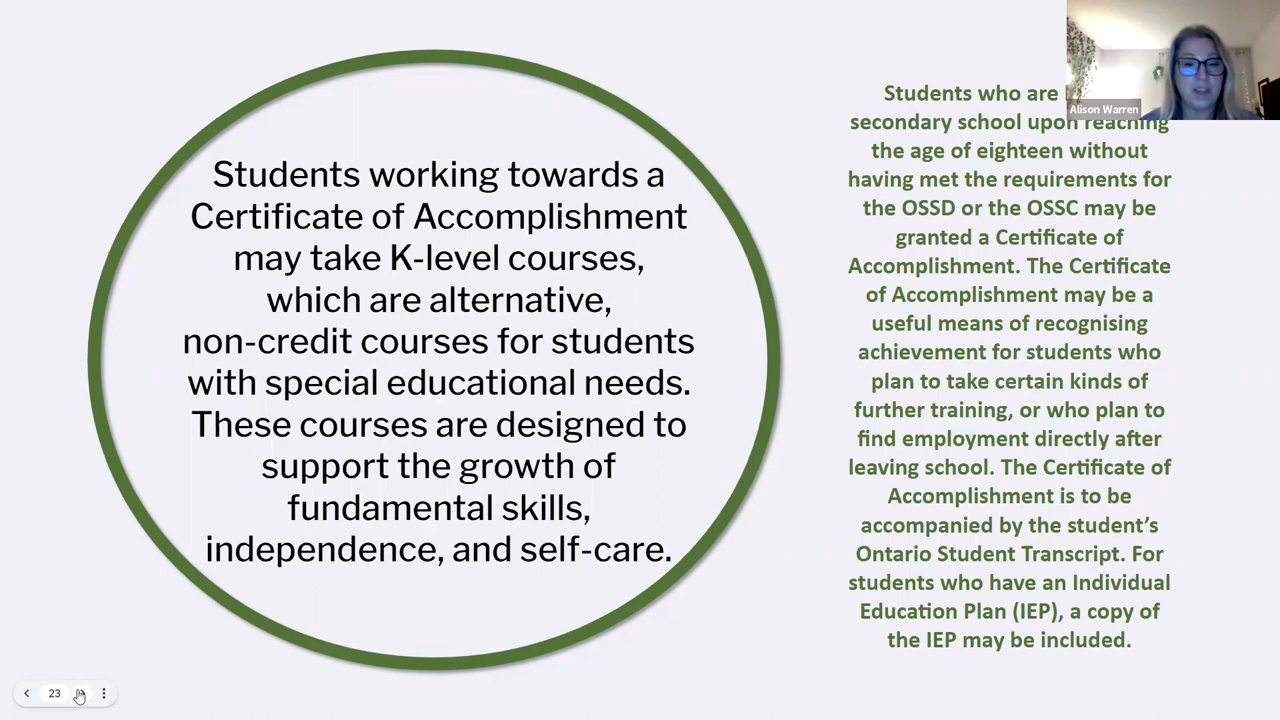 Students working towards a
Certificate of Accomplishment
may take K-level courses,
which are alternative,
non-credit courses for students
with special educational needs.
These courses are designed to
support the growth of
fundamental skills,
independence, and self-care.
Students who are
secondary school upon reaching
the age of eighteen without
having met the requirements for
the OSSD or the OSSC may be
granted a Certificate of
Accomplishment. The Certificate
of Accomplishment may be a
useful means of recognising
achievement for students who
plan to take certain kinds of
further training, or who plan to
find employment directly after
leaving school. The Certificate of
Accomplishment is to be
accompanied by the student’s
Ontario Student Transcript. For
students who have an Individual
Education Plan (IEP), a copy of
the IEP may be included.
Alison Warren
23